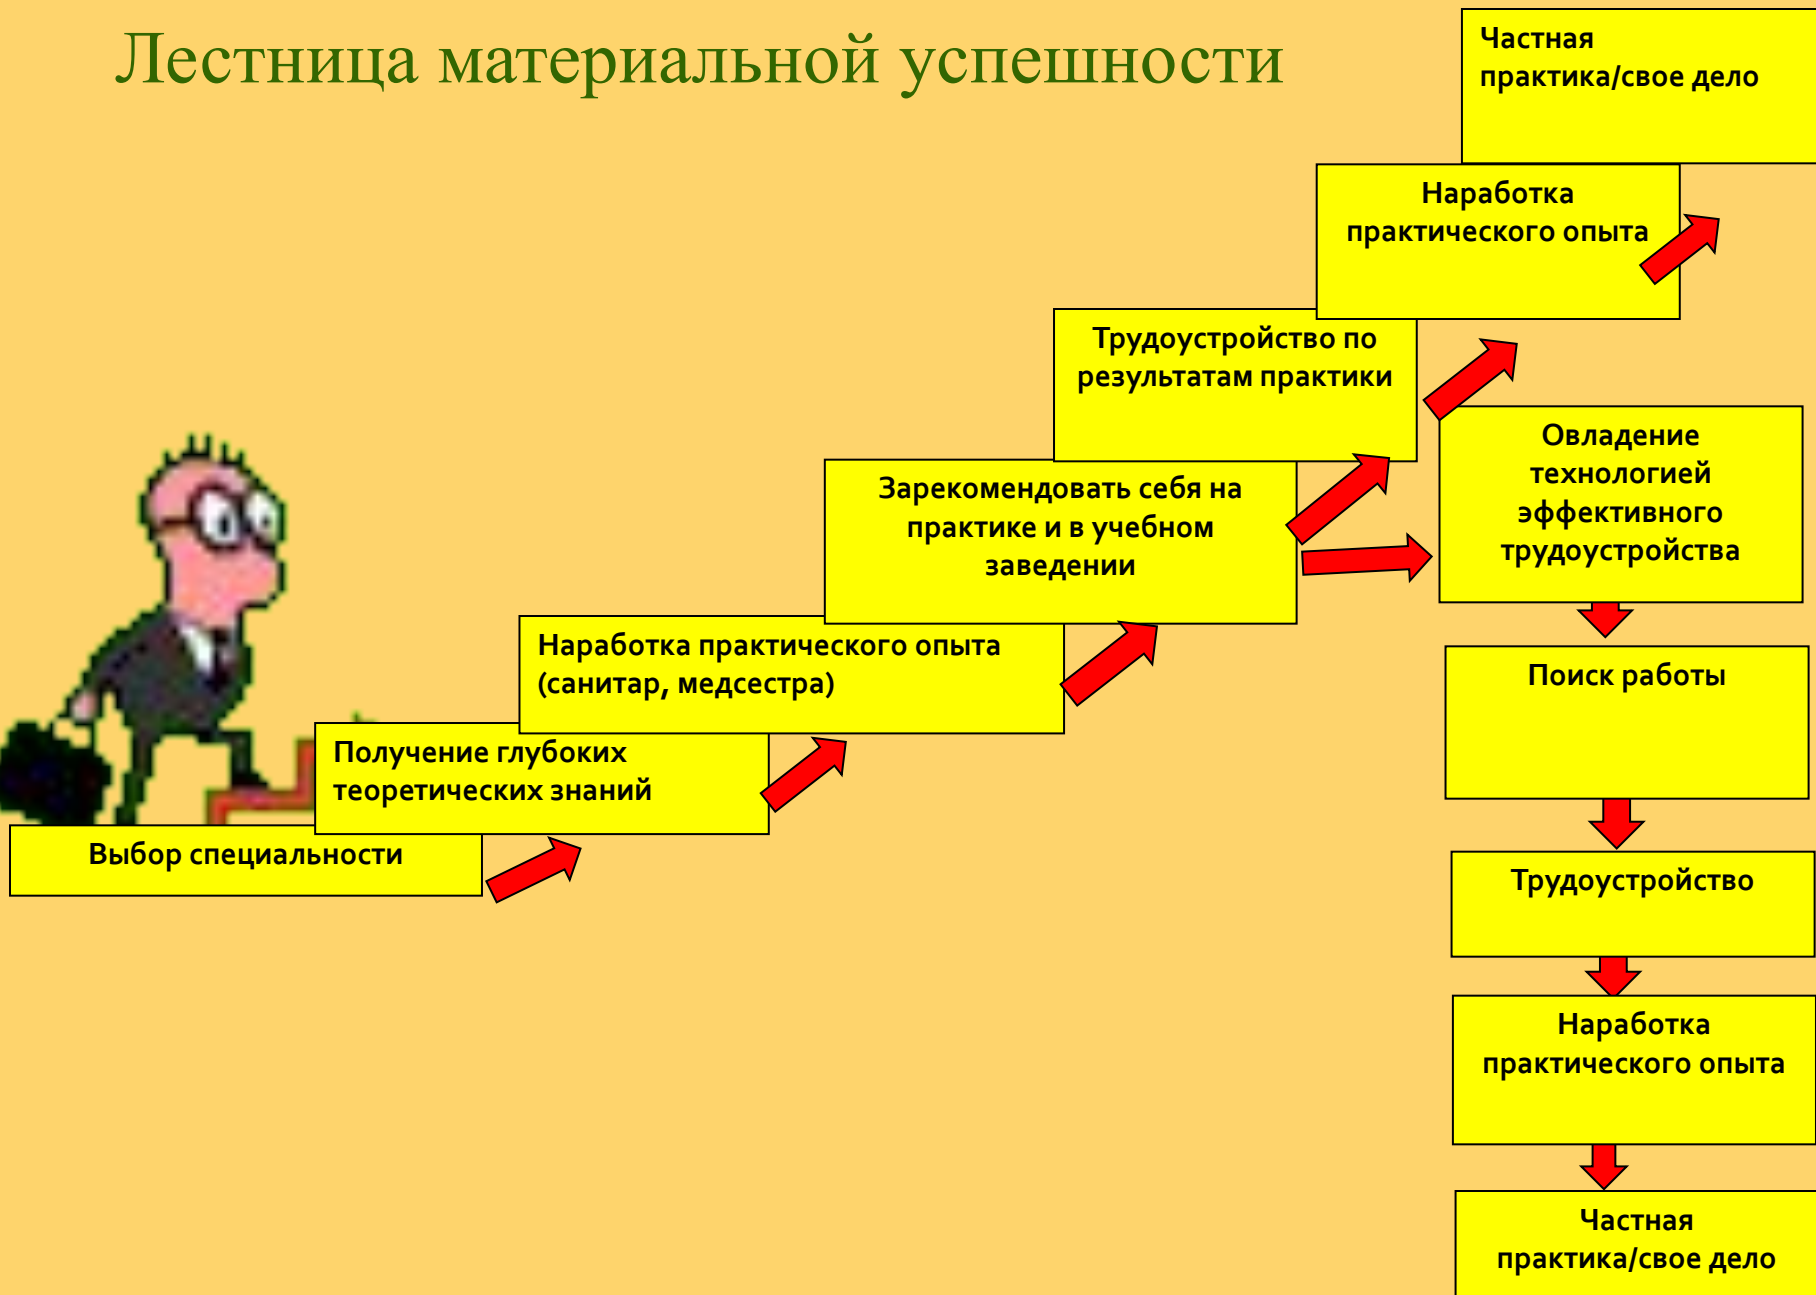 Лестница материальной успешности
Частная
практика/свое дело
Наработка
практического опыта
Трудоустройство по
результатам практики
Овладение
технологией
эффективного
трудоустройства
Зарекомендовать себя на
практике и в учебном
заведении
Наработка практического опыта
(санитар, медсестра)
Получение глубоких
теоретических знаний
Выбор специальности
Поиск работы
Трудоустройство
Наработка
практического опыта
Частная
практика/свое дело